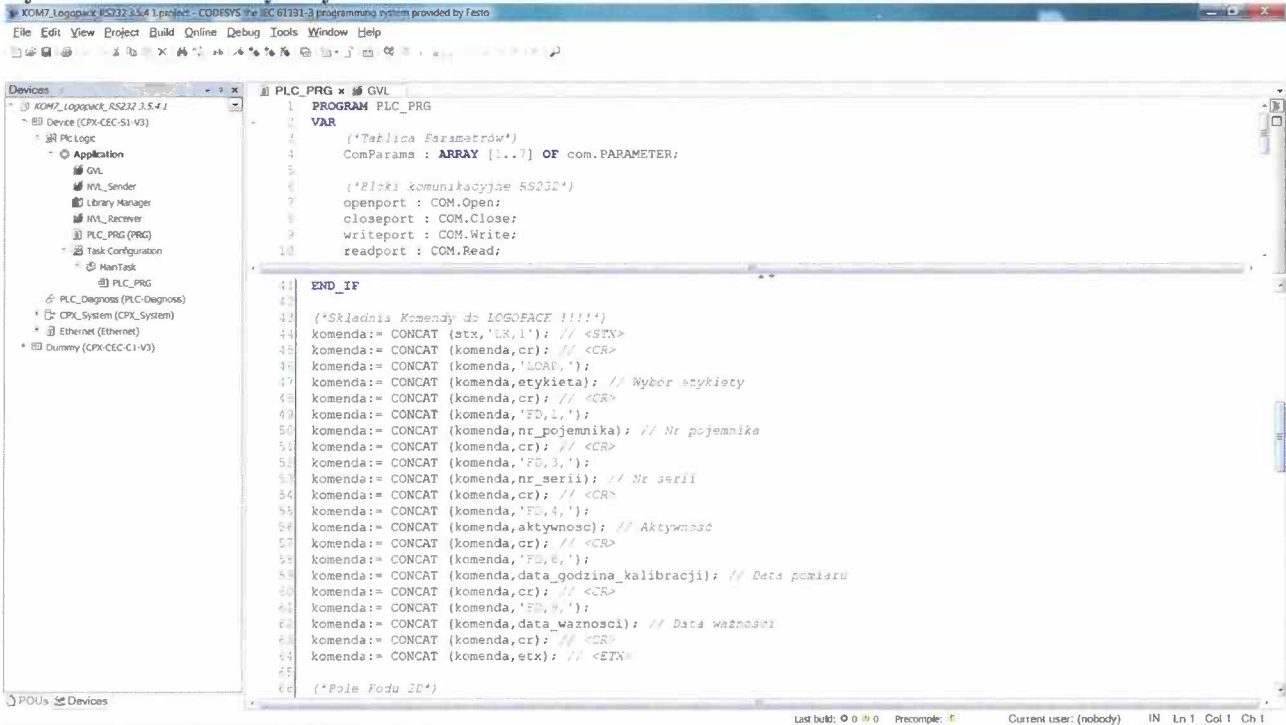 KOM7_Logopack_RS232 3.5.4.1.project - CODESYS the IEC 61131-3 programming system provided by Festo
File Edit View Project Build Online Debug Tools Window Help
Devices
KOM7_Logopack_RS232 3.5.4.1
Device (CPX-CEC-S1-V3)
Plc Logic
Application
GVL
NVL_Sender
Library Manager
NVL_Receiver
PLC_PRG (PRG)
Task Configuration
MainTask
PLC_PRG
PLC_Diagnosis (PLC-Diagnosis)
CPX_System (CPX_System)
Ethernet (Ethernet)
Dummy (CPX-CEC-C1-V3)
POUs Devices
PLC_PRG x GVL
1 PROGRAM PLC_PRG
2 VAR
3 (*Tablica Parametrów*)
4 ComParams : ARRAY [1..7] OF com.PARAMETER;
5
6 (*Bloki komunikacyjne RS232*)
7 openport : COM.Open;
8 closeport : COM.Close;
9 writeport : COM.Write;
10 readport : COM.Read;
41 END_IF
42
43 (*Składnia Komendy do LOGOPACK !!!!*)
44 komenda:= CONCAT (stx,'LK,1'); // <STX>
45 komenda:= CONCAT (komenda,cr); // <CR>
46 komenda:= CONCAT (komenda,'LOAD,');
47 komenda:= CONCAT (komenda,etykieta); // Wybór etykiety
48 komenda:= CONCAT (komenda,cr); // <CR>
49 komenda:= CONCAT (komenda,'FD,1,');
50 komenda:= CONCAT (komenda,nr_pojemnika); // Nr pojemnika
51 komenda:= CONCAT (komenda,cr); // <CR>
52 komenda:= CONCAT (komenda,'FD,3,');
53 komenda:= CONCAT (komenda,nr_serii); // Nr serii
54 komenda:= CONCAT (komenda,cr); // <CR>
55 komenda:= CONCAT (komenda,'FD,4,');
56 komenda:= CONCAT (komenda,aktywnosc); // Aktywność
57 komenda:= CONCAT (komenda,cr); // <CR>
58 komenda:= CONCAT (komenda,'FD,6,');
59 komenda:= CONCAT (komenda,data_godzina_kalibracji); // Data pomiaru
60 komenda:= CONCAT (komenda,cr); // <CR>
61 komenda:= CONCAT (komenda,'FD,9,');
62 komenda:= CONCAT (komenda,data_waznosci); // Data ważności
63 komenda:= CONCAT (komenda,cr); // <CR>
64 komenda:= CONCAT (komenda,etx); // <ETX>
65
66 (*Pole Kodu 2D*)
Last build: 0 0 Precompile: Current user: (nobody) IN Ln 1 Col 1 Ch 1